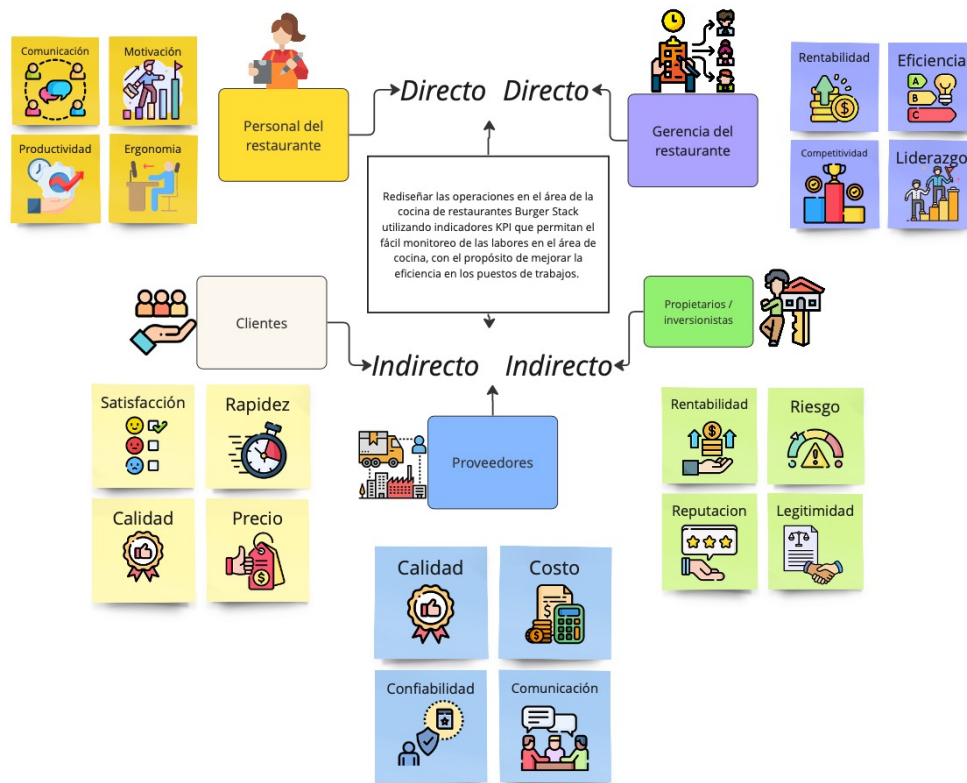 Comunicación
Motivación
Productividad
Ergonomia
Personal del
restaurante
Directo
Directo
Gerencia del
restaurante
Rentabilidad
Eficiencia
A
B
C
Competitividad
Liderazgo
Rediseñar las operaciones en el área de la
cocina de restaurantes Burger Stack
utilizando indicadores KPI que permitan el
fácil monitoreo de las labores en el área de
cocina, con el propósito de mejorar la
eficiencia en los puestos de trabajos.
Clientes
Propietarios /
inversionistas
Indirecto
Indirecto
Satisfacción
Rapidez
Calidad
Precio
Proveedores
Rentabilidad
Riesgo
Reputacion
Legitimidad
Calidad
Costo
Confiabilidad
Comunicación